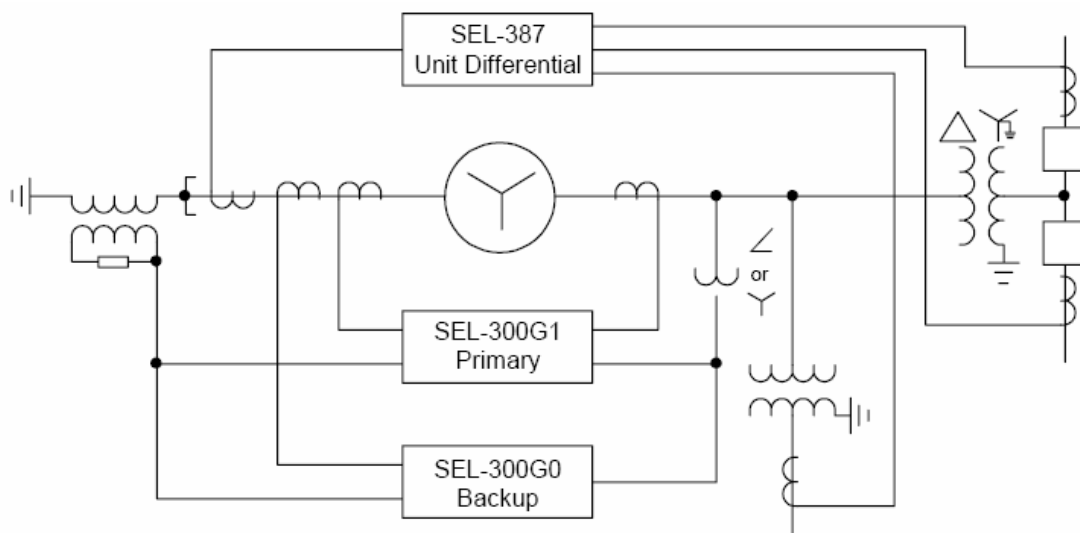 SEL-387
Unit Differential
or
SEL-300G1
Primary
SEL-300G0
Backup